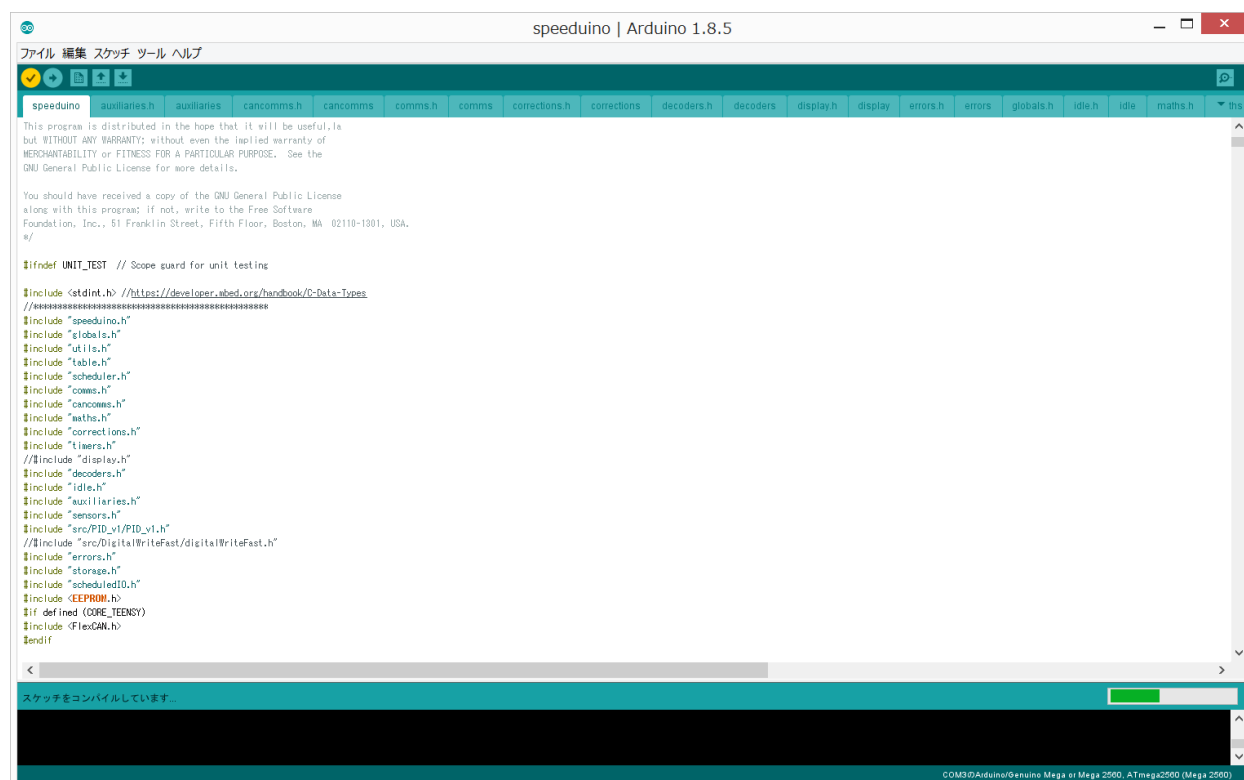 speeduino | Arduino 1.8.5
ファイル 編集 スケッチ ツール ヘルプ
speeduino auxiliaries.h auxiliaries cancomms.h cancomms comms.h comms corrections.h corrections decoders.h decoders display.h display errors.h errors globals.h idle.h idle maths.h ths
This program is distributed in the hope that it will be useful,la
but WITHOUT ANY WARRANTY; without even the implied warranty of
MERCHANTABILITY or FITNESS FOR A PARTICULAR PURPOSE.  See the
GNU General Public License for more details.
You should have received a copy of the GNU General Public License
along with this program; if not, write to the Free Software
Foundation, Inc., 51 Franklin Street, Fifth Floor, Boston, MA  02110-1301, USA.
*/
#ifndef UNIT_TEST  // Scope guard for unit testing
#include <stdint.h> //https://developer.mbed.org/handbook/C-Data-Types
//**************************************************
#include "speeduino.h"
#include "globals.h"
#include "utils.h"
#include "table.h"
#include "scheduler.h"
#include "comms.h"
#include "cancomms.h"
#include "maths.h"
#include "corrections.h"
#include "timers.h"
//#include "display.h"
#include "decoders.h"
#include "idle.h"
#include "auxiliaries.h"
#include "sensors.h"
#include "src/PID_v1/PID_v1.h"
//#include "src/DigitalWriteFast/digitalWriteFast.h"
#include "errors.h"
#include "storage.h"
#include "scheduledIO.h"
#include <EEPROM.h>
#if defined (CORE_TEENSY)
#include <FlexCAN.h>
#endif
スケッチをコンパイルしています...
COM3のArduino/Genuino Mega or Mega 2560, ATmega2560 (Mega 2560)